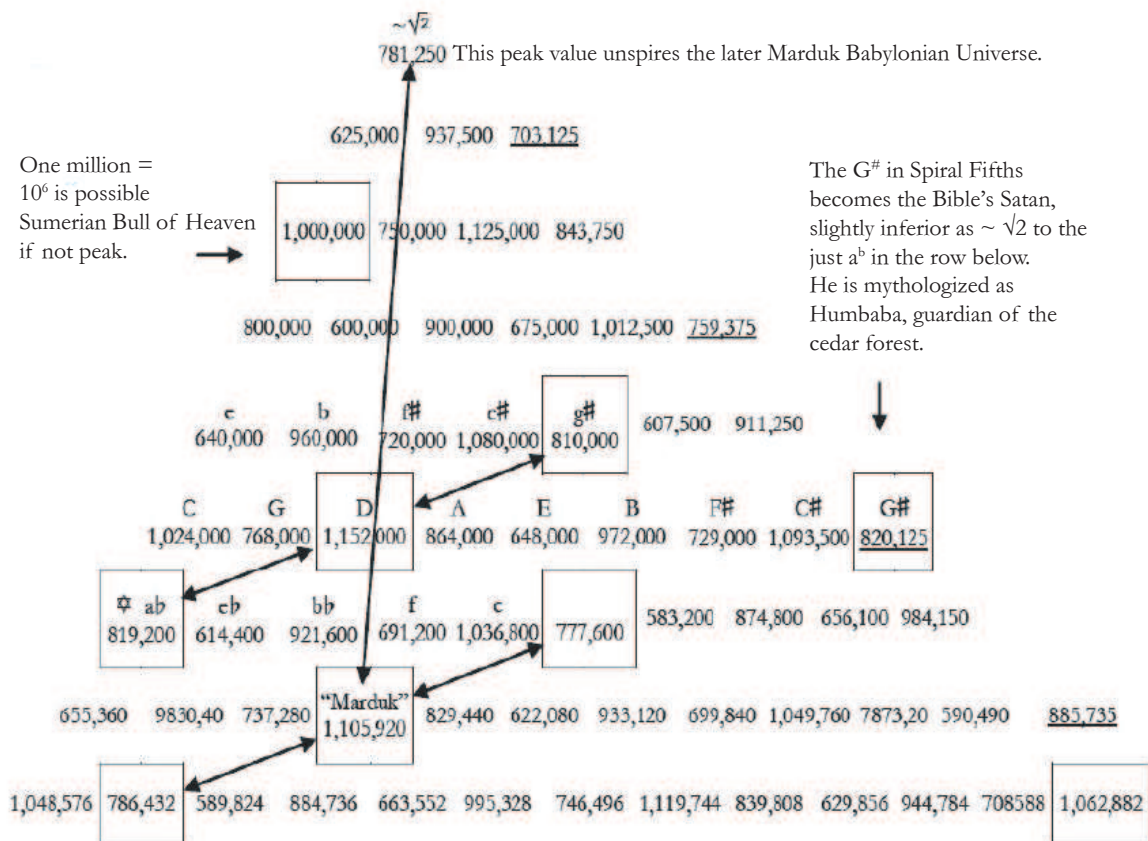 ~√2
781,250 This peak value unspires the later Marduk Babylonian Universe.
625,000 937,500 703,125
One million =
10⁶ is possible
Sumerian Bull of Heaven
if not peak.
1,000,000 750,000 1,125,000 843,750
The G# in Spiral Fifths
becomes the Bible's Satan,
slightly inferior as ~ √2 to the
just aᵇ in the row below.
He is mythologized as
Humbaba, guardian of the
cedar forest.
800,000 600,000 900,000 675,000 1,012,500 759,375
e b f# c# g#
640,000 960,000 720,000 1,080,000 810,000 607,500 911,250
C G D A E B F# C# G#
1,024,000 768,000 1,152,000 864,000 648,000 972,000 729,000 1,093,500 820,125
✡ ab eb bb f c
819,200 614,400 921,600 691,200 1,036,800 777,600 583,200 874,800 656,100 984,150
"Marduk"
655,360 9830,40 737,280 1,105,920 829,440 622,080 933,120 699,840 1,049,760 7873,20 590,490 885,735
1,048,576 786,432 589,824 884,736 663,552 995,328 746,496 1,119,744 839,808 629,856 944,784 708588 1,062,882